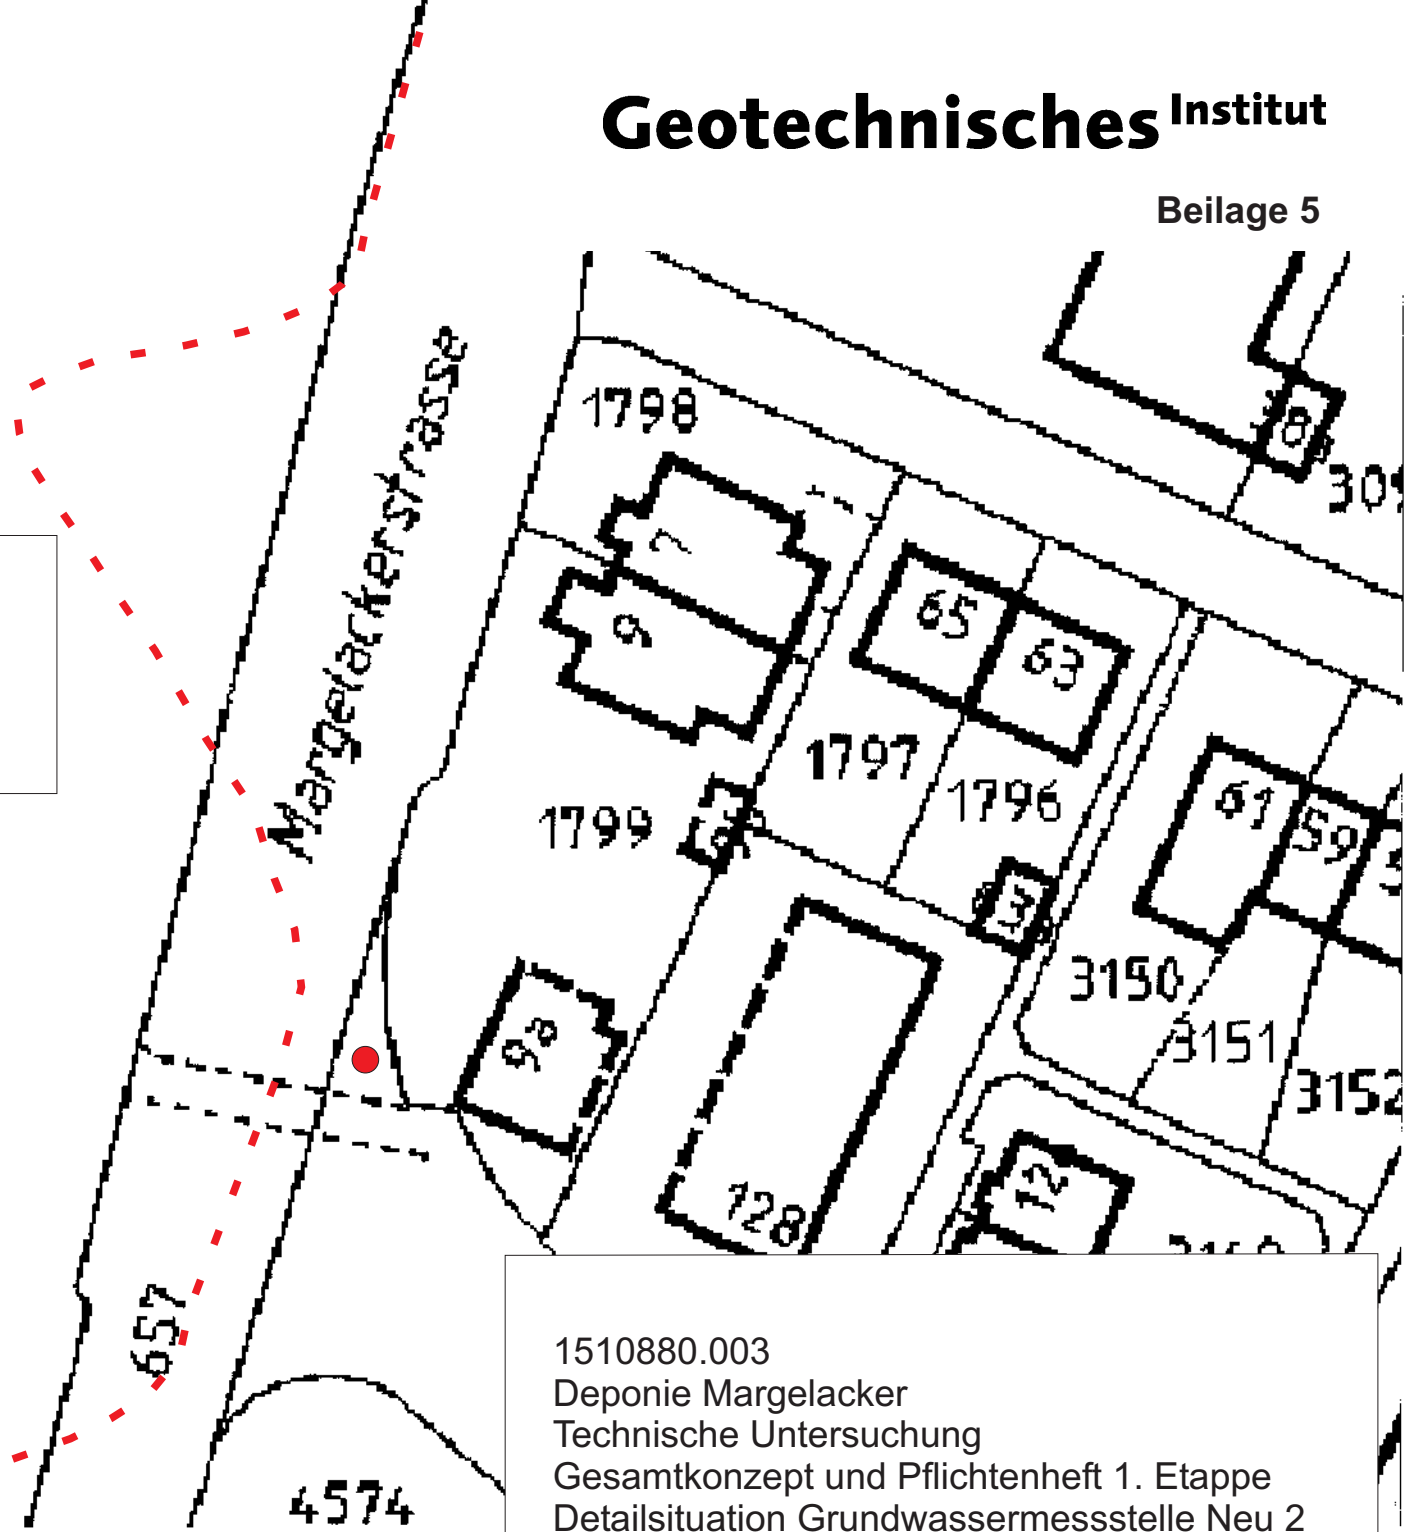 Geotechnisches Institut
Beilage 5
Margelackerstrasse
1798
7
9
65
63
1797
1796
1799
61
59
3150
3151
3152
9a
128
12
657
4574
1510880.003
Deponie Margelacker
Technische Untersuchung
Gesamtkonzept und Pflichtenheft 1. Etappe
Detailsituation Grundwassermessstelle Neu 2